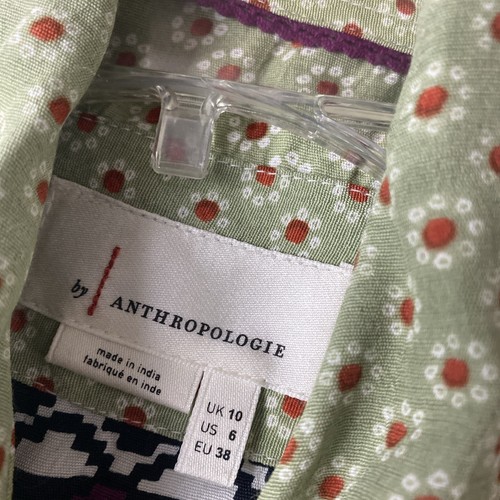 by ANTHROPOLOGIE
made in india
fabriqué en inde
UK 10
US 6
EU 38